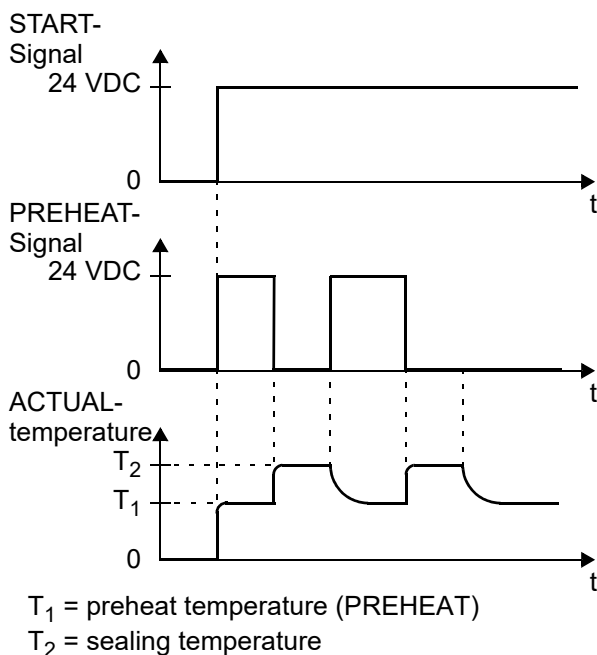 START-
Signal
24 VDC
0
t
PREHEAT-
Signal
24 VDC
0
t
ACTUAL-
temperature
T2
T1
0
t
T1 = preheat temperature (PREHEAT)
T2 = sealing temperature